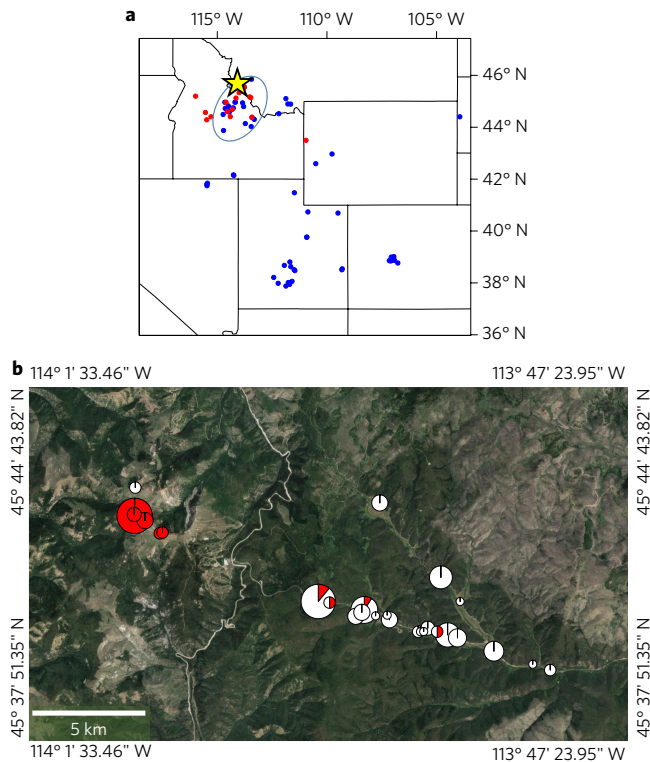 a
115° W 110° W 105° W
46° N
44° N
42° N
40° N
38° N
36° N
b
114° 1' 33.46" W 113° 47' 23.95" W
45° 44' 43.82" N
45° 37' 51.35" N
45° 44' 43.82" N
45° 37' 51.35" N
5 km
114° 1' 33.46" W 113° 47' 23.95" W